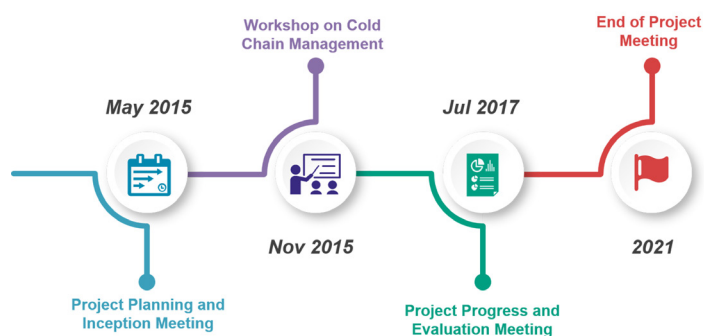 May 2015
Project Planning and
Inception Meeting
Workshop on Cold
Chain Management
Nov 2015
Jul 2017
Project Progress and
Evaluation Meeting
End of Project
Meeting
2021